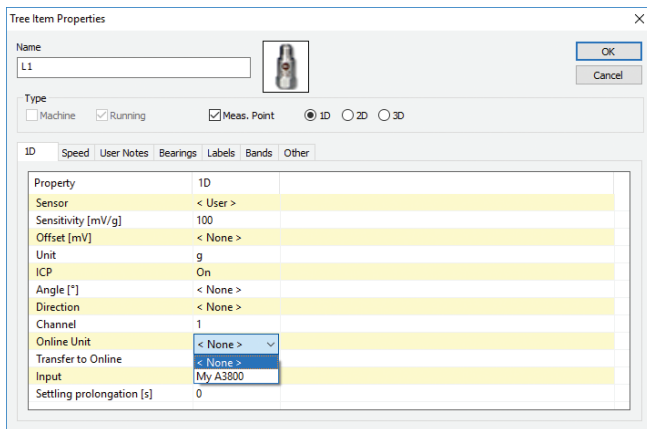 Tree Item Properties
Name
L1
OK
Cancel
Type
Machine Running Meas. Point 1D 2D 3D
1D Speed User Notes Bearings Labels Bands Other
Property 1D
Sensor < User >
Sensitivity [mV/g] 100
Offset [mV] < None >
Unit g
ICP On
Angle [°] < None >
Direction < None >
Channel 1
Online Unit < None >
Transfer to Online < None >
Input My A3800
Settling prolongation [s] 0